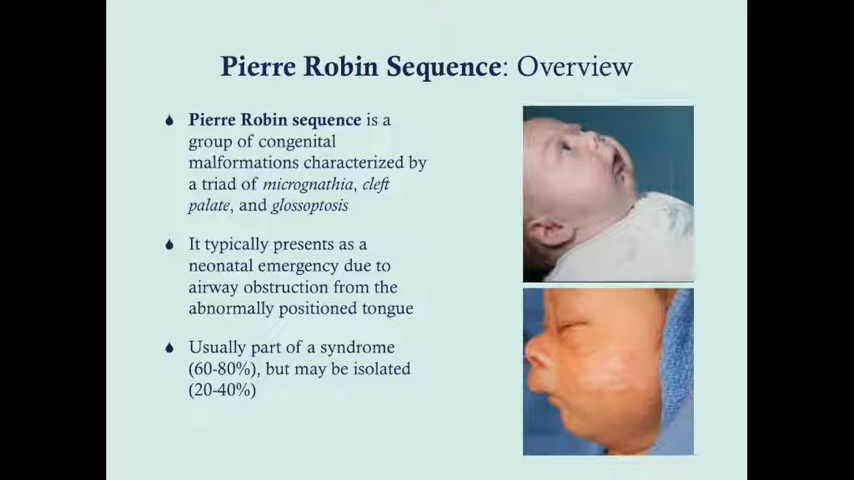 Pierre Robin Sequence: Overview
Pierre Robin sequence is a
group of congenital
malformations characterized by
a triad of micrognathia, cleft
palate, and glossoptosis
It typically presents as a
neonatal emergency due to
airway obstruction from the
abnormally positioned tongue
Usually part of a syndrome
(60-80%), but may be isolated
(20-40%)